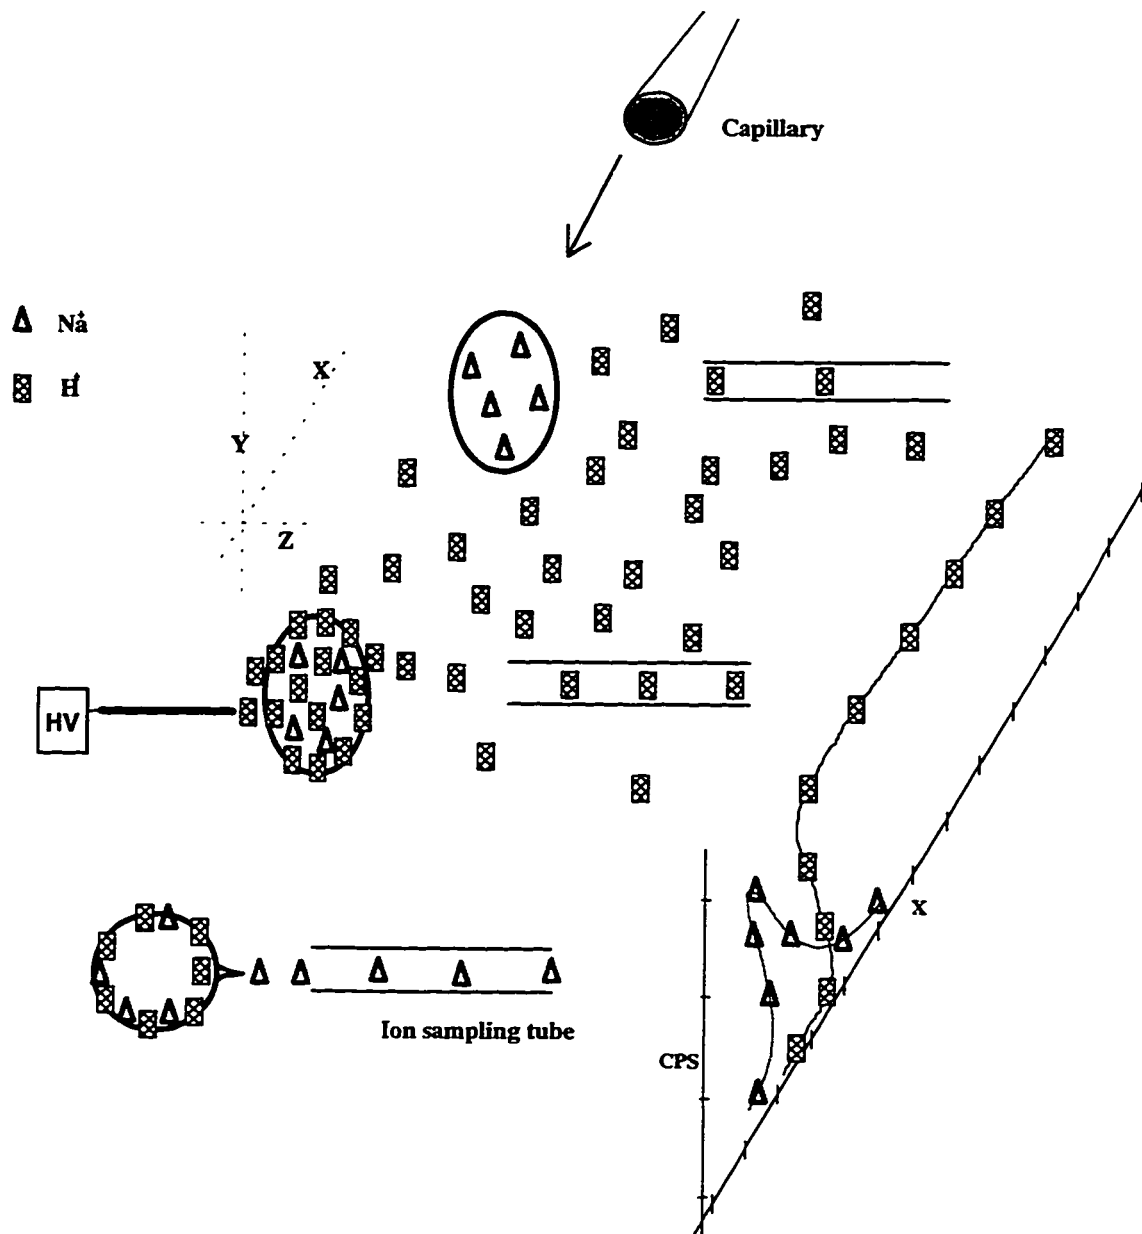 Capillary
Na+
H+
X
Y
Z
HV
X
Ion sampling tube
CPS